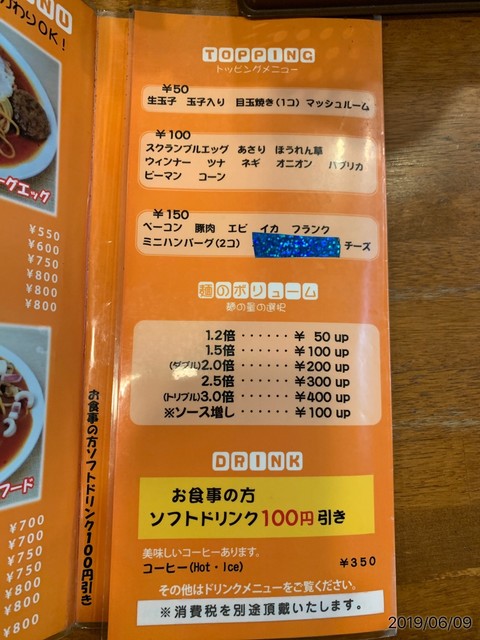 NU
わりOK!
ーグエッグ
¥550
¥600
¥750
¥800
¥800
¥800
フード
¥700
¥700
¥750
¥750
¥800
¥800
お食事の方ソフトドリンク100円引き
TOPPING
トッピングメニュー
¥50
生玉子 玉子入り 目玉焼き(1コ) マッシュルーム
¥100
スクランブルエッグ あさり ほうれん草
ウィンナー ツナ ネギ オニオン パプリカ
ピーマン コーン
¥150
ベーコン 豚肉 エビ イカ フランク
ミニハンバーグ(2コ) チーズ
麺のボリューム
麺の量の選択
1.2倍 ······· ¥ 50 up
1.5倍 ······· ¥100 up
(ダブル)2.0倍 ······· ¥200 up
2.5倍 ······· ¥300 up
(トリプル)3.0倍 ······· ¥400 up
※ソース増し ······· ¥100 up
DRINK
お食事の方
ソフトドリンク100円引き
美味しいコーヒーあります。
コーヒー(Hot・Ice) ¥350
その他はドリンクメニューをご覧ください。
※消費税を別途頂戴いたします。
2019/06/09